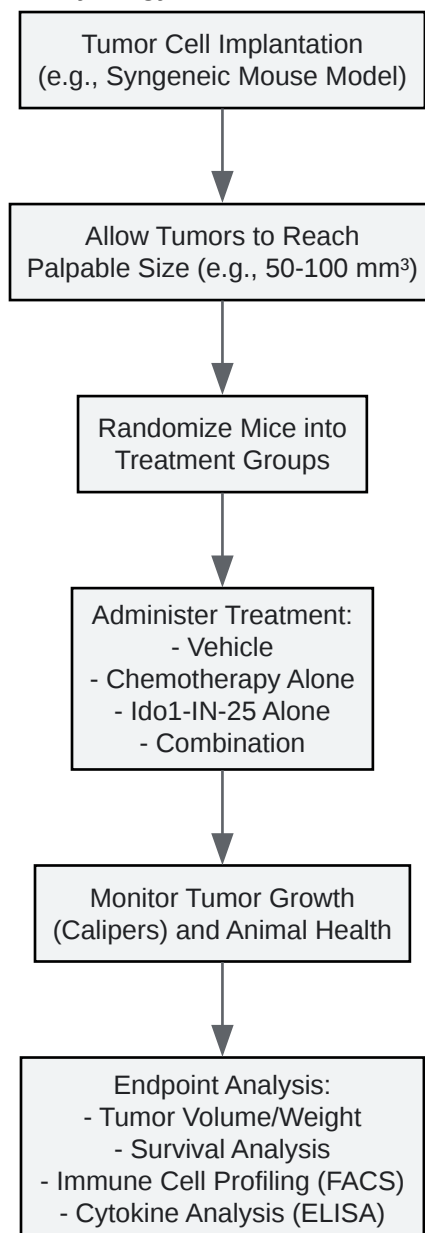 Tumor Cell Implantation
(e.g., Syngeneic Mouse Model)
Allow Tumors to Reach
Palpable Size (e.g., 50-100 mm³)
Randomize Mice into
Treatment Groups
Administer Treatment:
- Vehicle
- Chemotherapy Alone
- Ido1-IN-25 Alone
- Combination
Monitor Tumor Growth
(Calipers) and Animal Health
Endpoint Analysis:
- Tumor Volume/Weight
- Survival Analysis
- Immune Cell Profiling (FACS)
- Cytokine Analysis (ELISA)